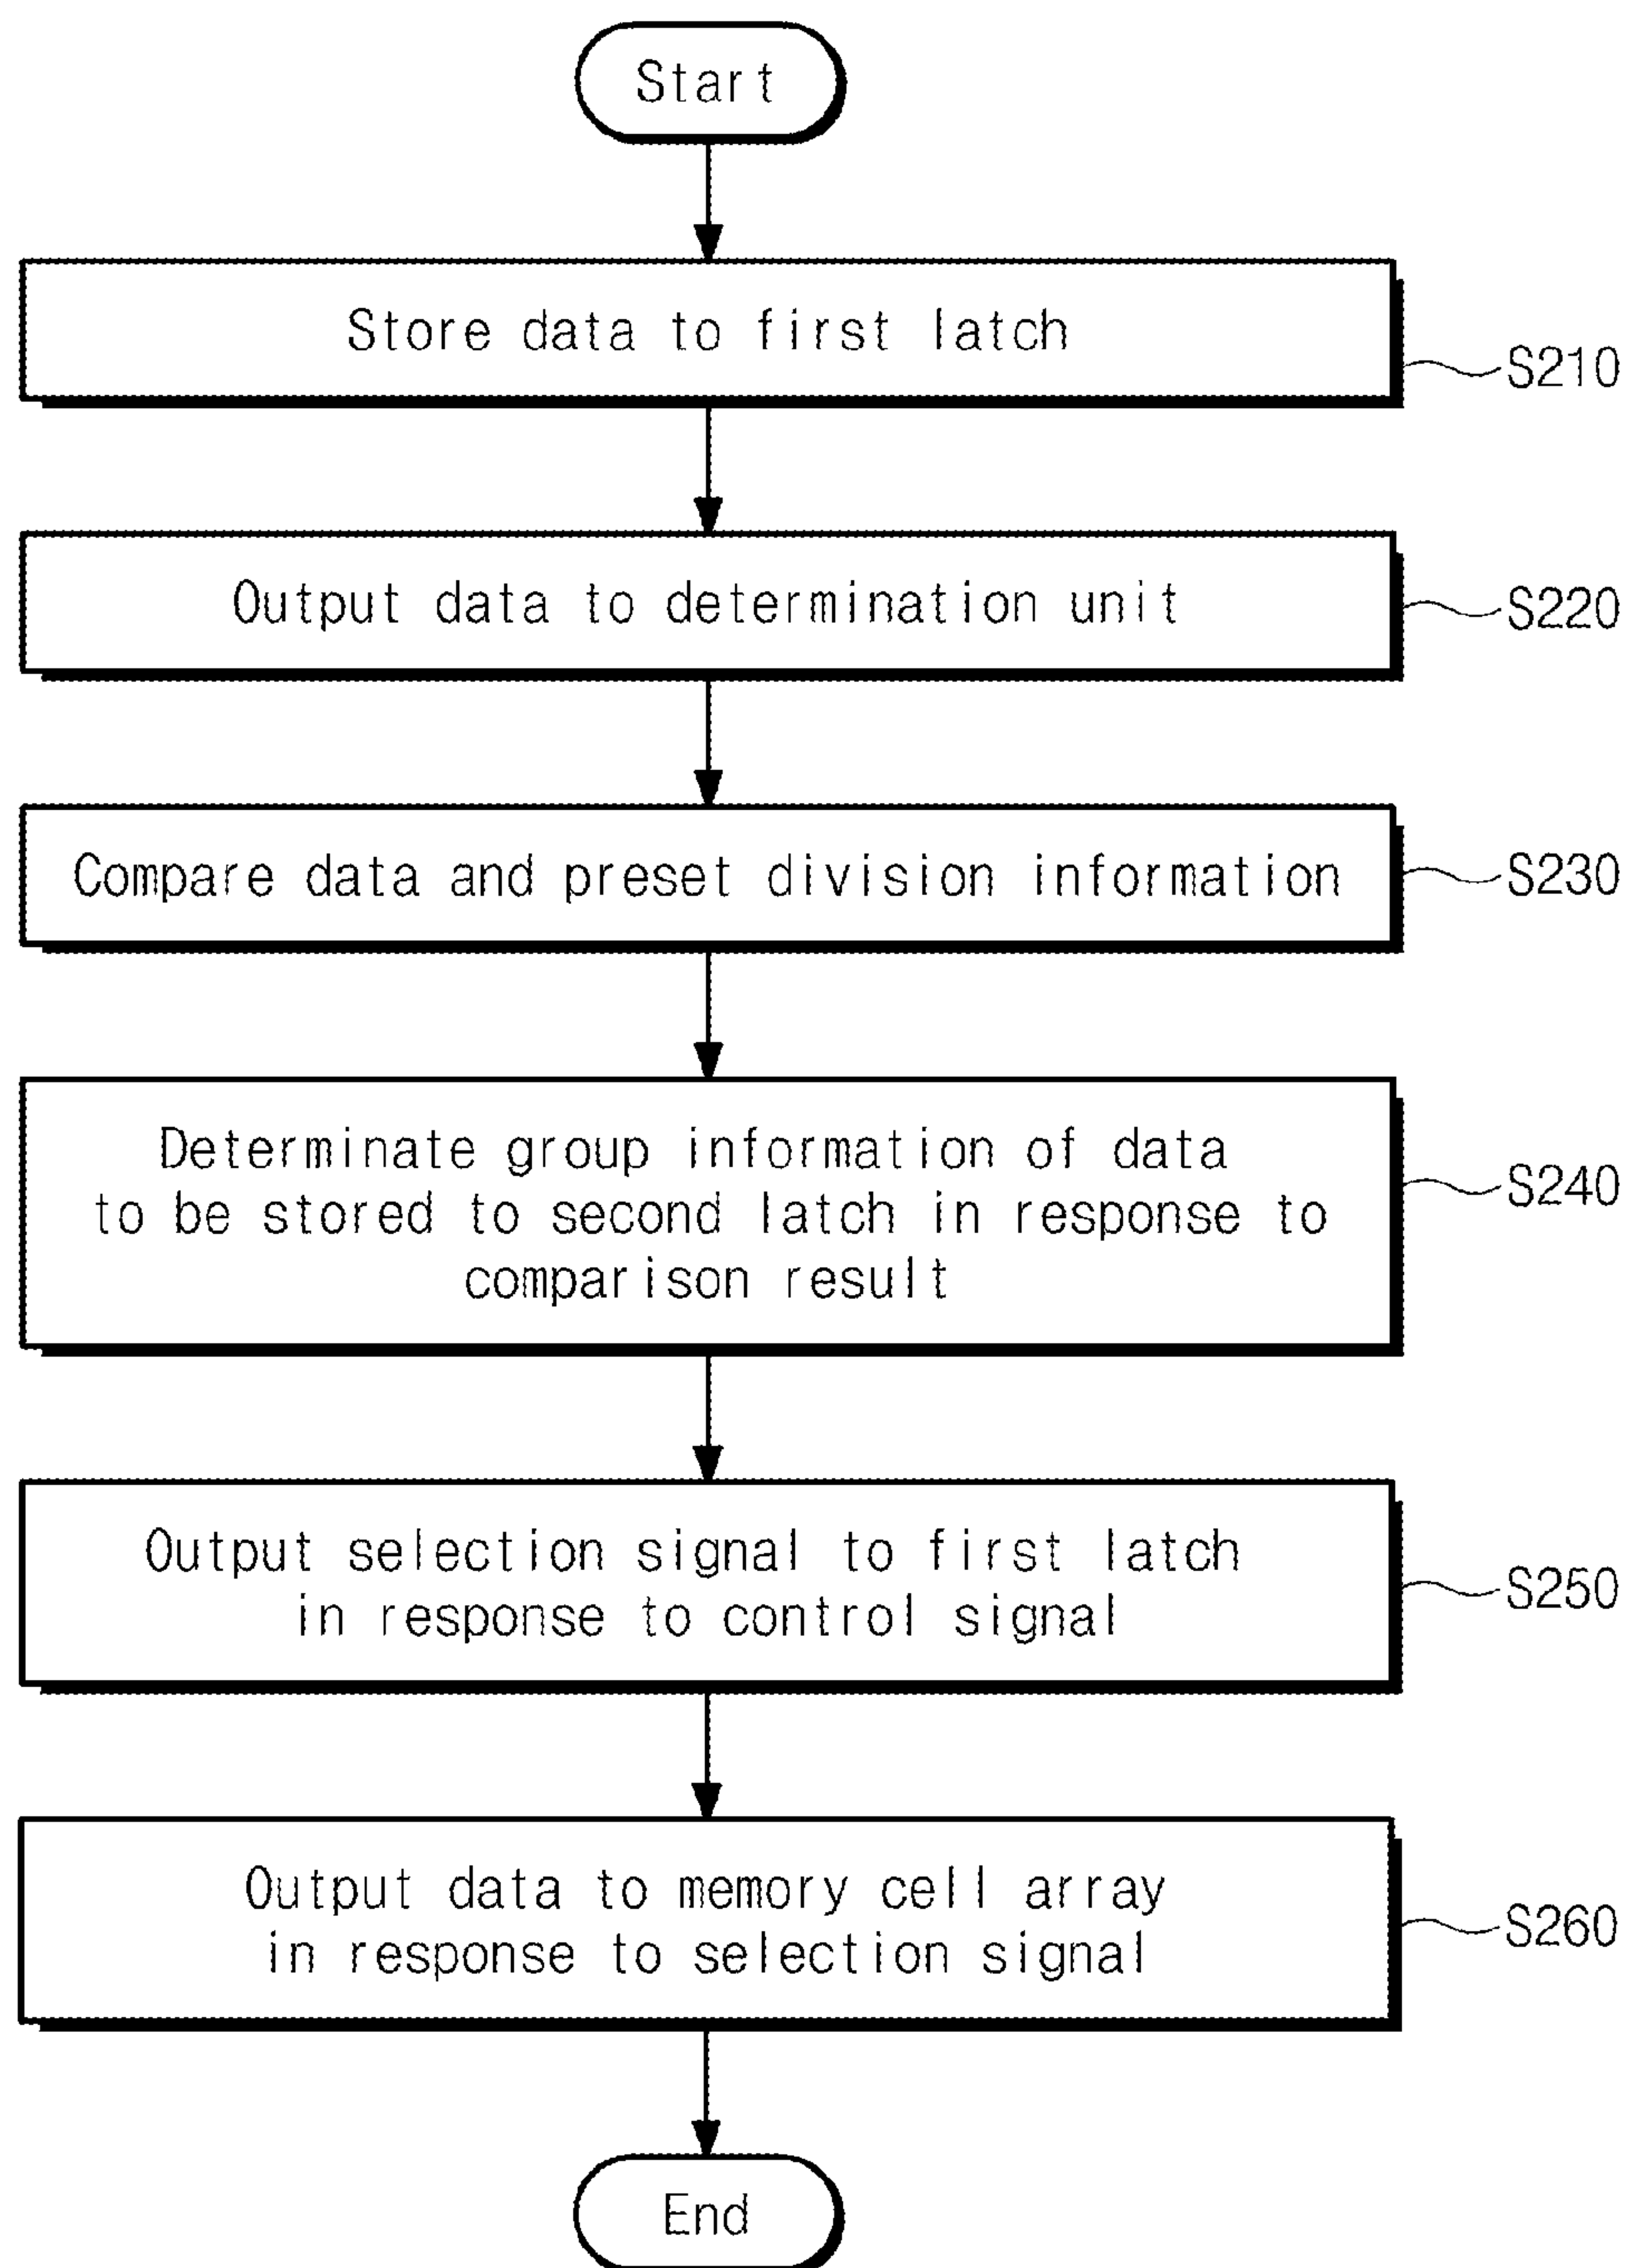 Start
Store data to first latch
S210
Output data to determination unit
S220
Compare data and preset division information
S230
Determinate group information of data
to be stored to second latch in response to
comparison result
S240
Output selection signal to first latch
in response to control signal
S250
Output data to memory cell array
in response to selection signal
S260
End